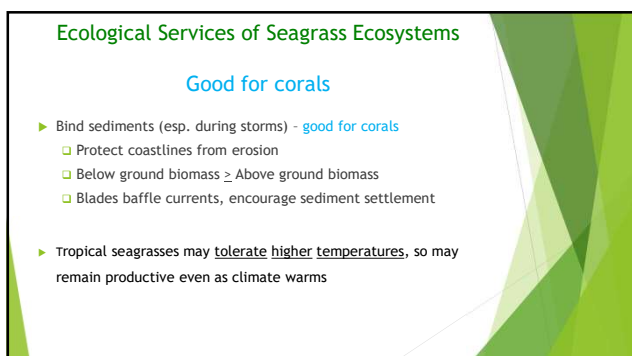 Ecological Services of Seagrass Ecosystems
Good for corals
Bind sediments (esp. during storms) - good for corals
Protect coastlines from erosion
Below ground biomass ≥ Above ground biomass
Blades baffle currents, encourage sediment settlement
Tropical seagrasses may tolerate higher temperatures, so may
remain productive even as climate warms